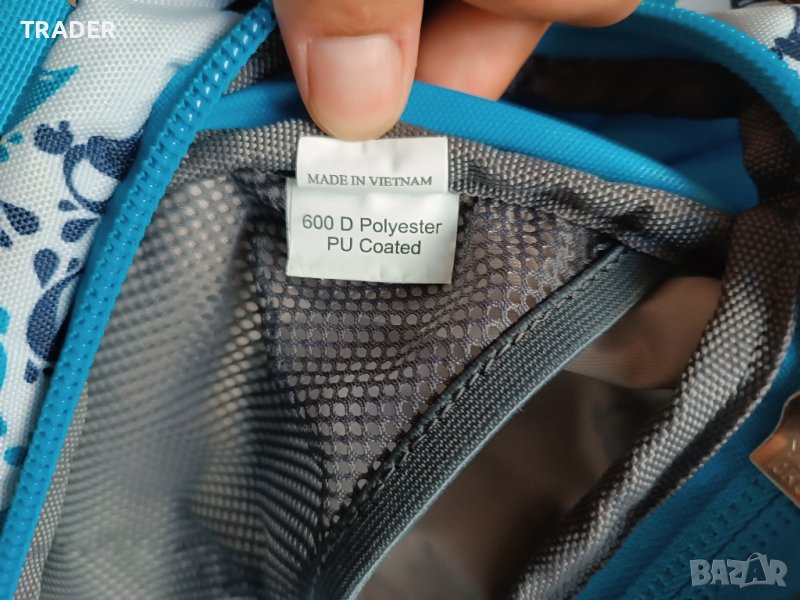 TRADER
MADE IN VIETNAM
600 D Polyester
PU Coated
BAZAR